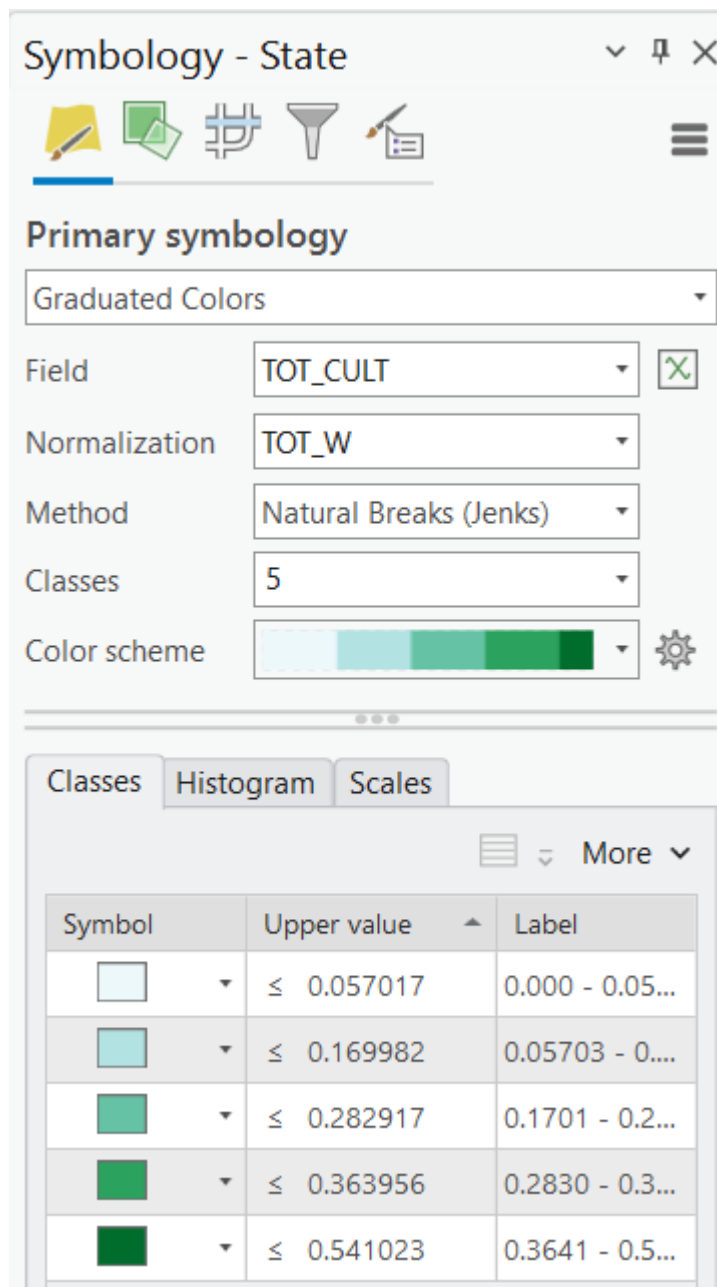 Symbology - State
Primary symbology
Graduated Colors
Field TOT_CULT
Normalization TOT_W
Method Natural Breaks (Jenks)
Classes 5
Color scheme
Classes Histogram Scales
More
Symbol Upper value Label
≤ 0.057017 0.000 - 0.05...
≤ 0.169982 0.05703 - 0....
≤ 0.282917 0.1701 - 0.2...
≤ 0.363956 0.2830 - 0.3...
≤ 0.541023 0.3641 - 0.5...